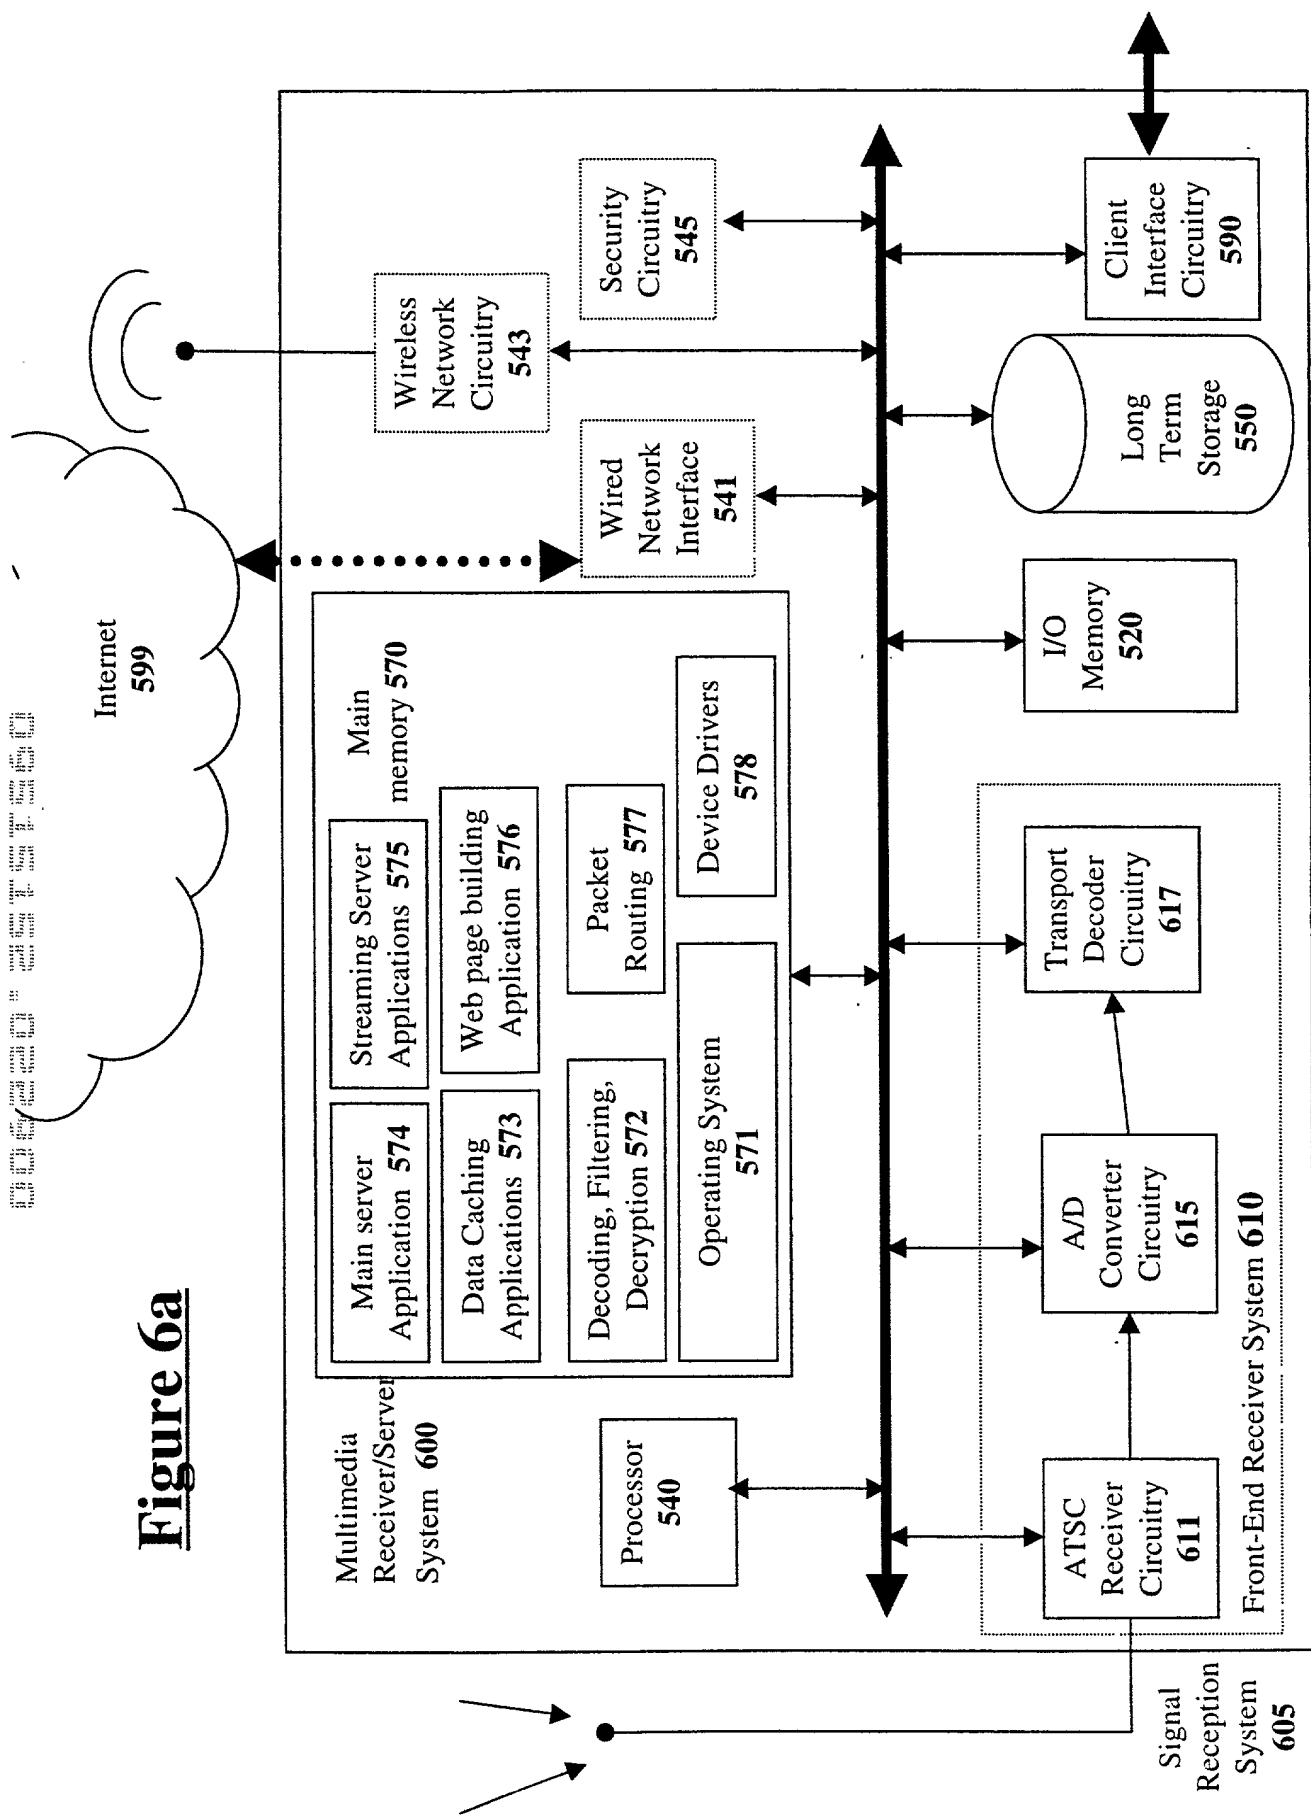 Figure 6a
Internet
599
Multimedia
Receiver/Server
System 600
Main server
Application 574
Streaming Server
Applications 575
Main
memory 570
Data Caching
Applications 573
Web page building
Application 576
Decoding, Filtering,
Decryption 572
Packet
Routing 577
Operating System
571
Device Drivers
578
Wireless
Network
Circuitry
543
Wired
Network
Interface
541
Security
Circuitry
545
Processor
540
ATSC
Receiver
Circuitry
611
A/D
Converter
Circuitry
615
Transport
Decoder
Circuitry
617
Front-End Receiver System 610
I/O
Memory
520
Long
Term
Storage
550
Client
Interface
Circuitry
590
Signal
Reception
System
605